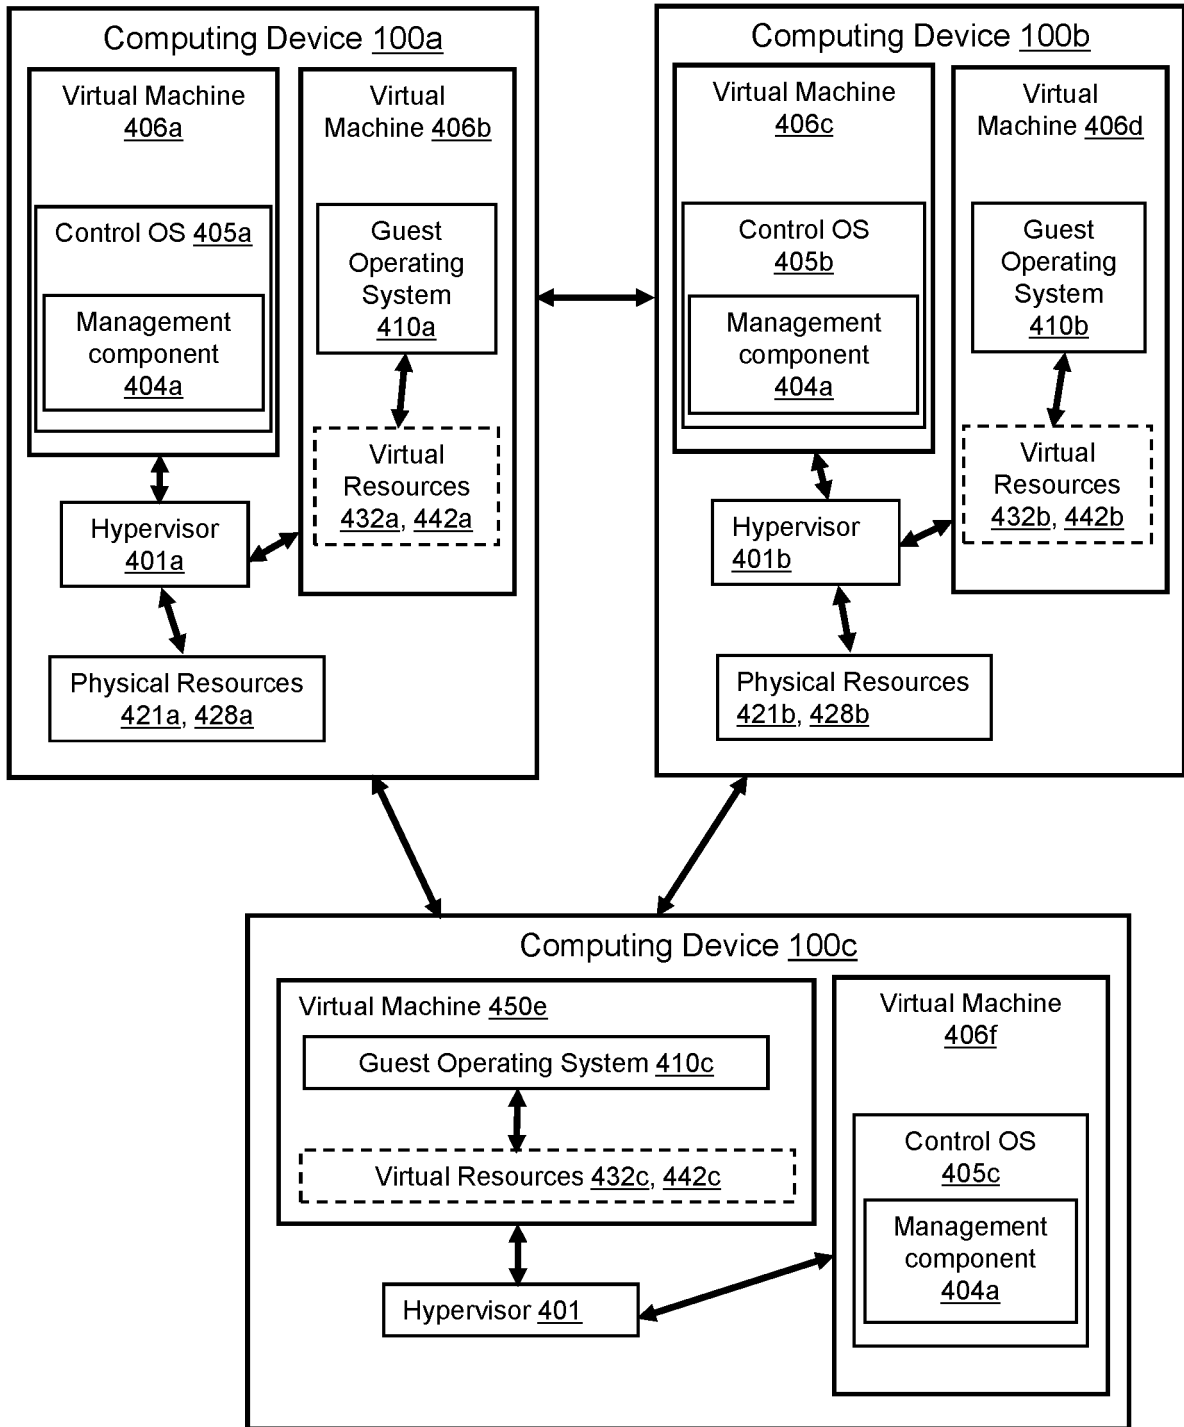 Computing Device 100a
Virtual Machine
406a
Control OS 405a
Management
component
404a
Virtual
Machine 406b
Guest
Operating
System
410a
Virtual
Resources
432a, 442a
Hypervisor
401a
Physical Resources
421a, 428a
Computing Device 100b
Virtual Machine
406c
Control OS
405b
Management
component
404a
Virtual
Machine 406d
Guest
Operating
System
410b
Virtual
Resources
432b, 442b
Hypervisor
401b
Physical Resources
421b, 428b
Computing Device 100c
Virtual Machine 450e
Guest Operating System 410c
Virtual Resources 432c, 442c
Hypervisor 401
Virtual Machine
406f
Control OS
405c
Management
component
404a